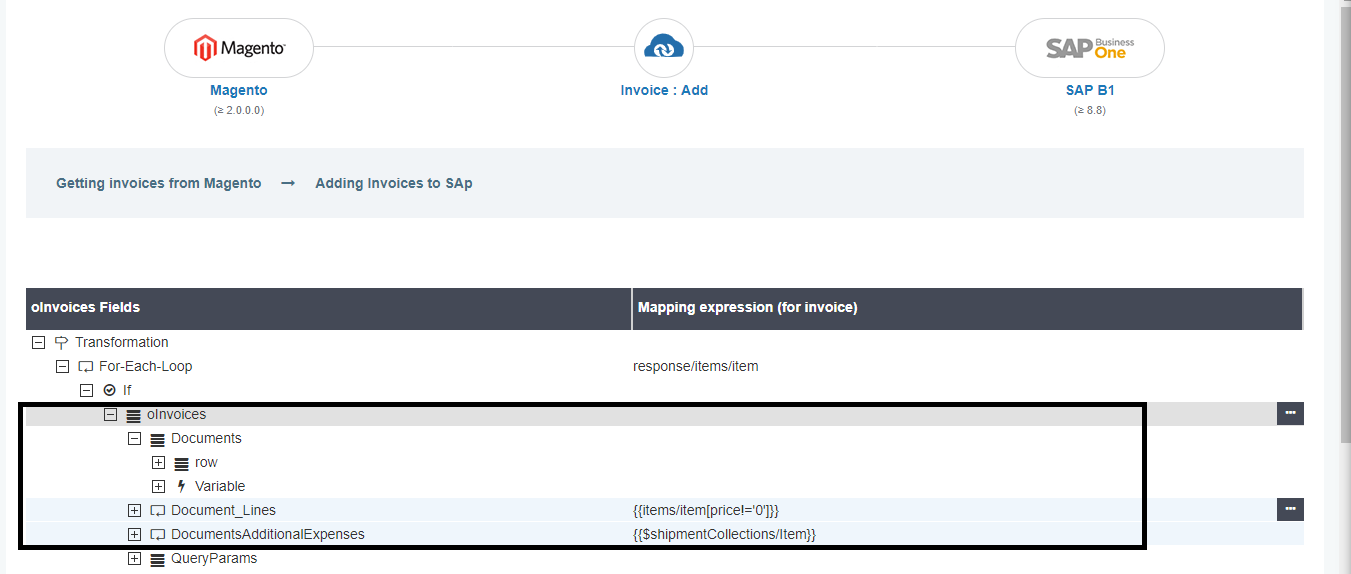 Magento
SAP Business One
Magento
Invoice : Add
SAP B1
(≥ 2.0.0.0)
(≥ 8.8)
Getting invoices from Magento → Adding Invoices to SAp
oInvoices Fields Mapping expression (for invoice)
Transformation
For-Each-Loop response/items/item
If
oInvoices
Documents
row
Variable
Document_Lines {{items/item[price!='0']}}
DocumentsAdditionalExpenses {{$shipmentCollections/Item}}
QueryParams